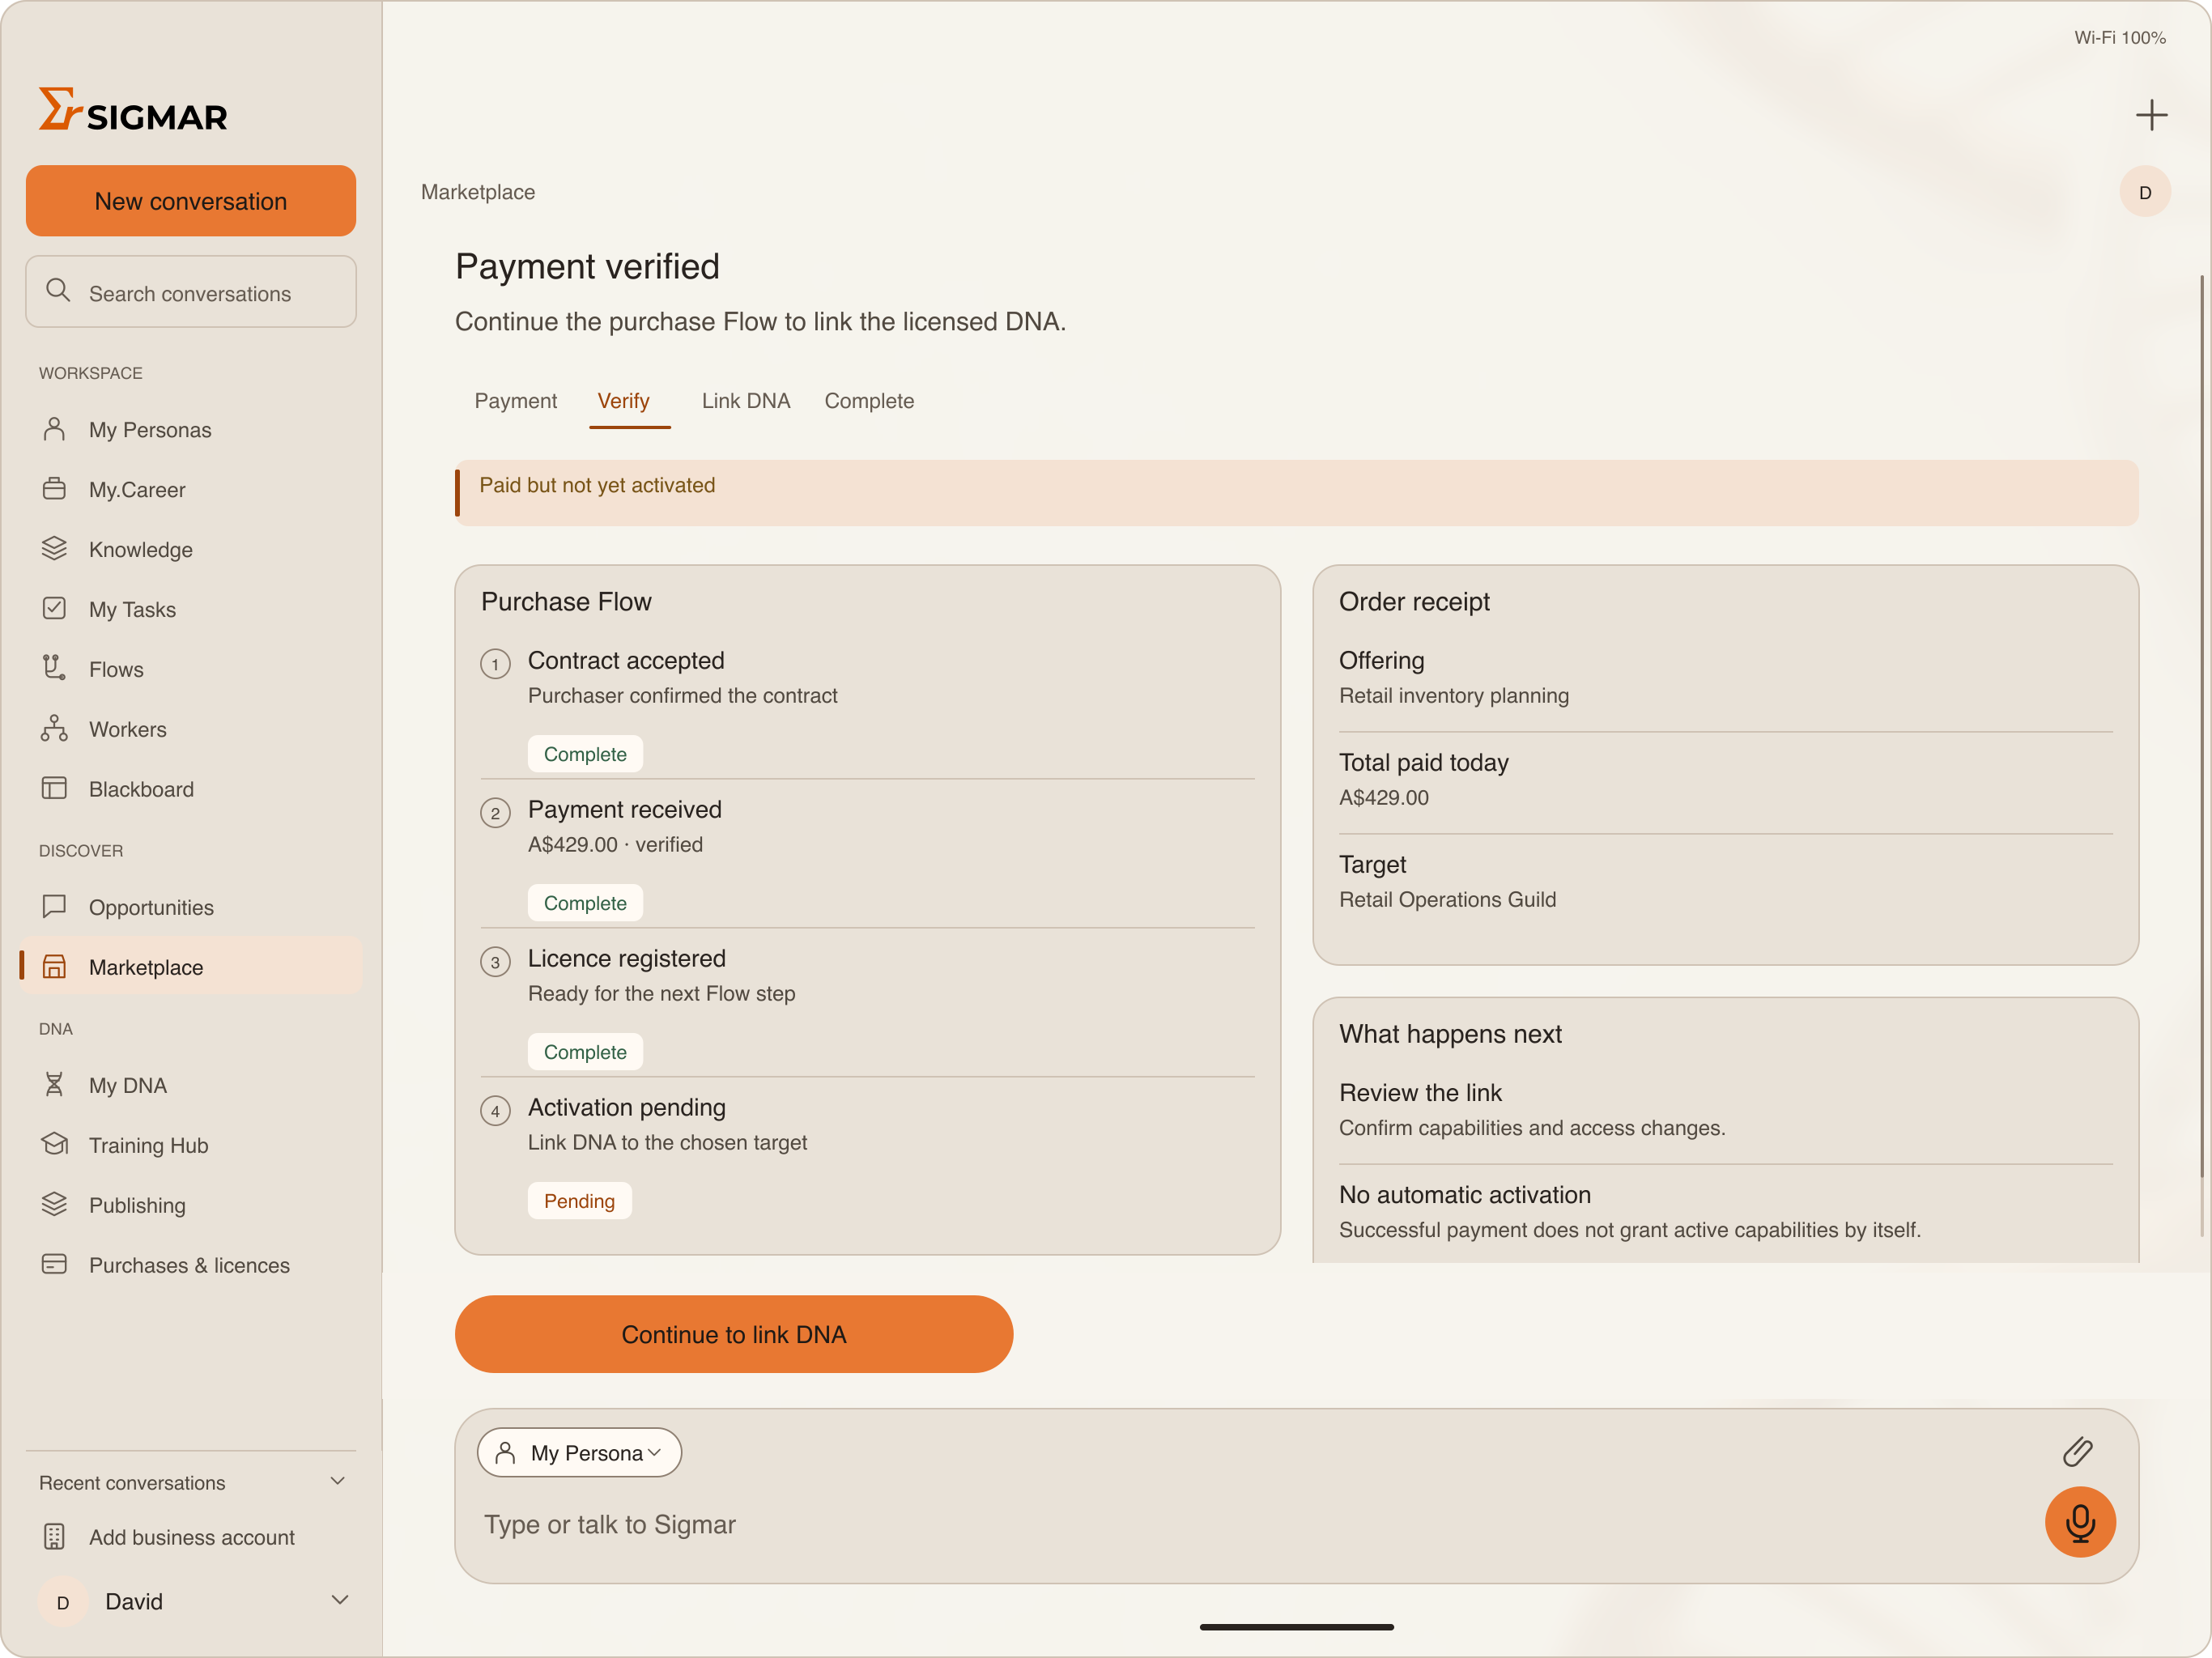 Wi-Fi 100%
SIGMAR
New conversation
Search conversations
WORKSPACE
My Personas
My.Career
Knowledge
My Tasks
Flows
Workers
Blackboard
DISCOVER
Opportunities
Marketplace
DNA
My DNA
Training Hub
Publishing
Purchases & licences
Recent conversations
Add business account
D
David
Marketplace
D
Payment verified
Continue the purchase Flow to link the licensed DNA.
Payment
Verify
Link DNA
Complete
Paid but not yet activated
Purchase Flow
1
Contract accepted
Purchaser confirmed the contract
Complete
2
Payment received
A$429.00 · verified
Complete
3
Licence registered
Ready for the next Flow step
Complete
4
Activation pending
Link DNA to the chosen target
Pending
Order receipt
Offering
Retail inventory planning
Total paid today
A$429.00
Target
Retail Operations Guild
What happens next
Review the link
Confirm capabilities and access changes.
No automatic activation
Successful payment does not grant active capabilities by itself.
Continue to link DNA
My Persona
Type or talk to Sigmar